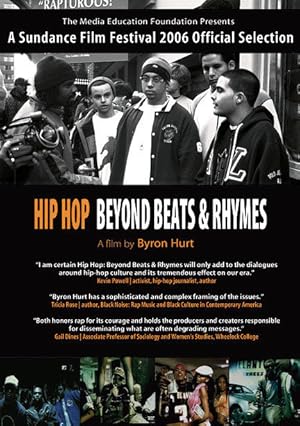 "RAPTUROUS!"
The Media Education Foundation Presents
A Sundance Film Festival 2006 Official Selection
HIP HOP BEYOND BEATS & RHYMES
A film by Byron Hurt
"I am certain Hip Hop: Beyond Beats & Rhymes will only add to the dialogues
around hip-hop culture and its tremendous effect on our era."
Kevin Powell | activist, hip-hop journalist, author
"Byron Hurt has a sophisticated and complex framing of the issues."
Tricia Rose | author, Black Noise: Rap Music and Black Culture in Contemporary America
"Both honors rap for its courage and holds the producers and creators responsible
for disseminating what are often degrading messages."
Gail Dines | Associate Professor of Sociology and Women's Studies, Wheelock College